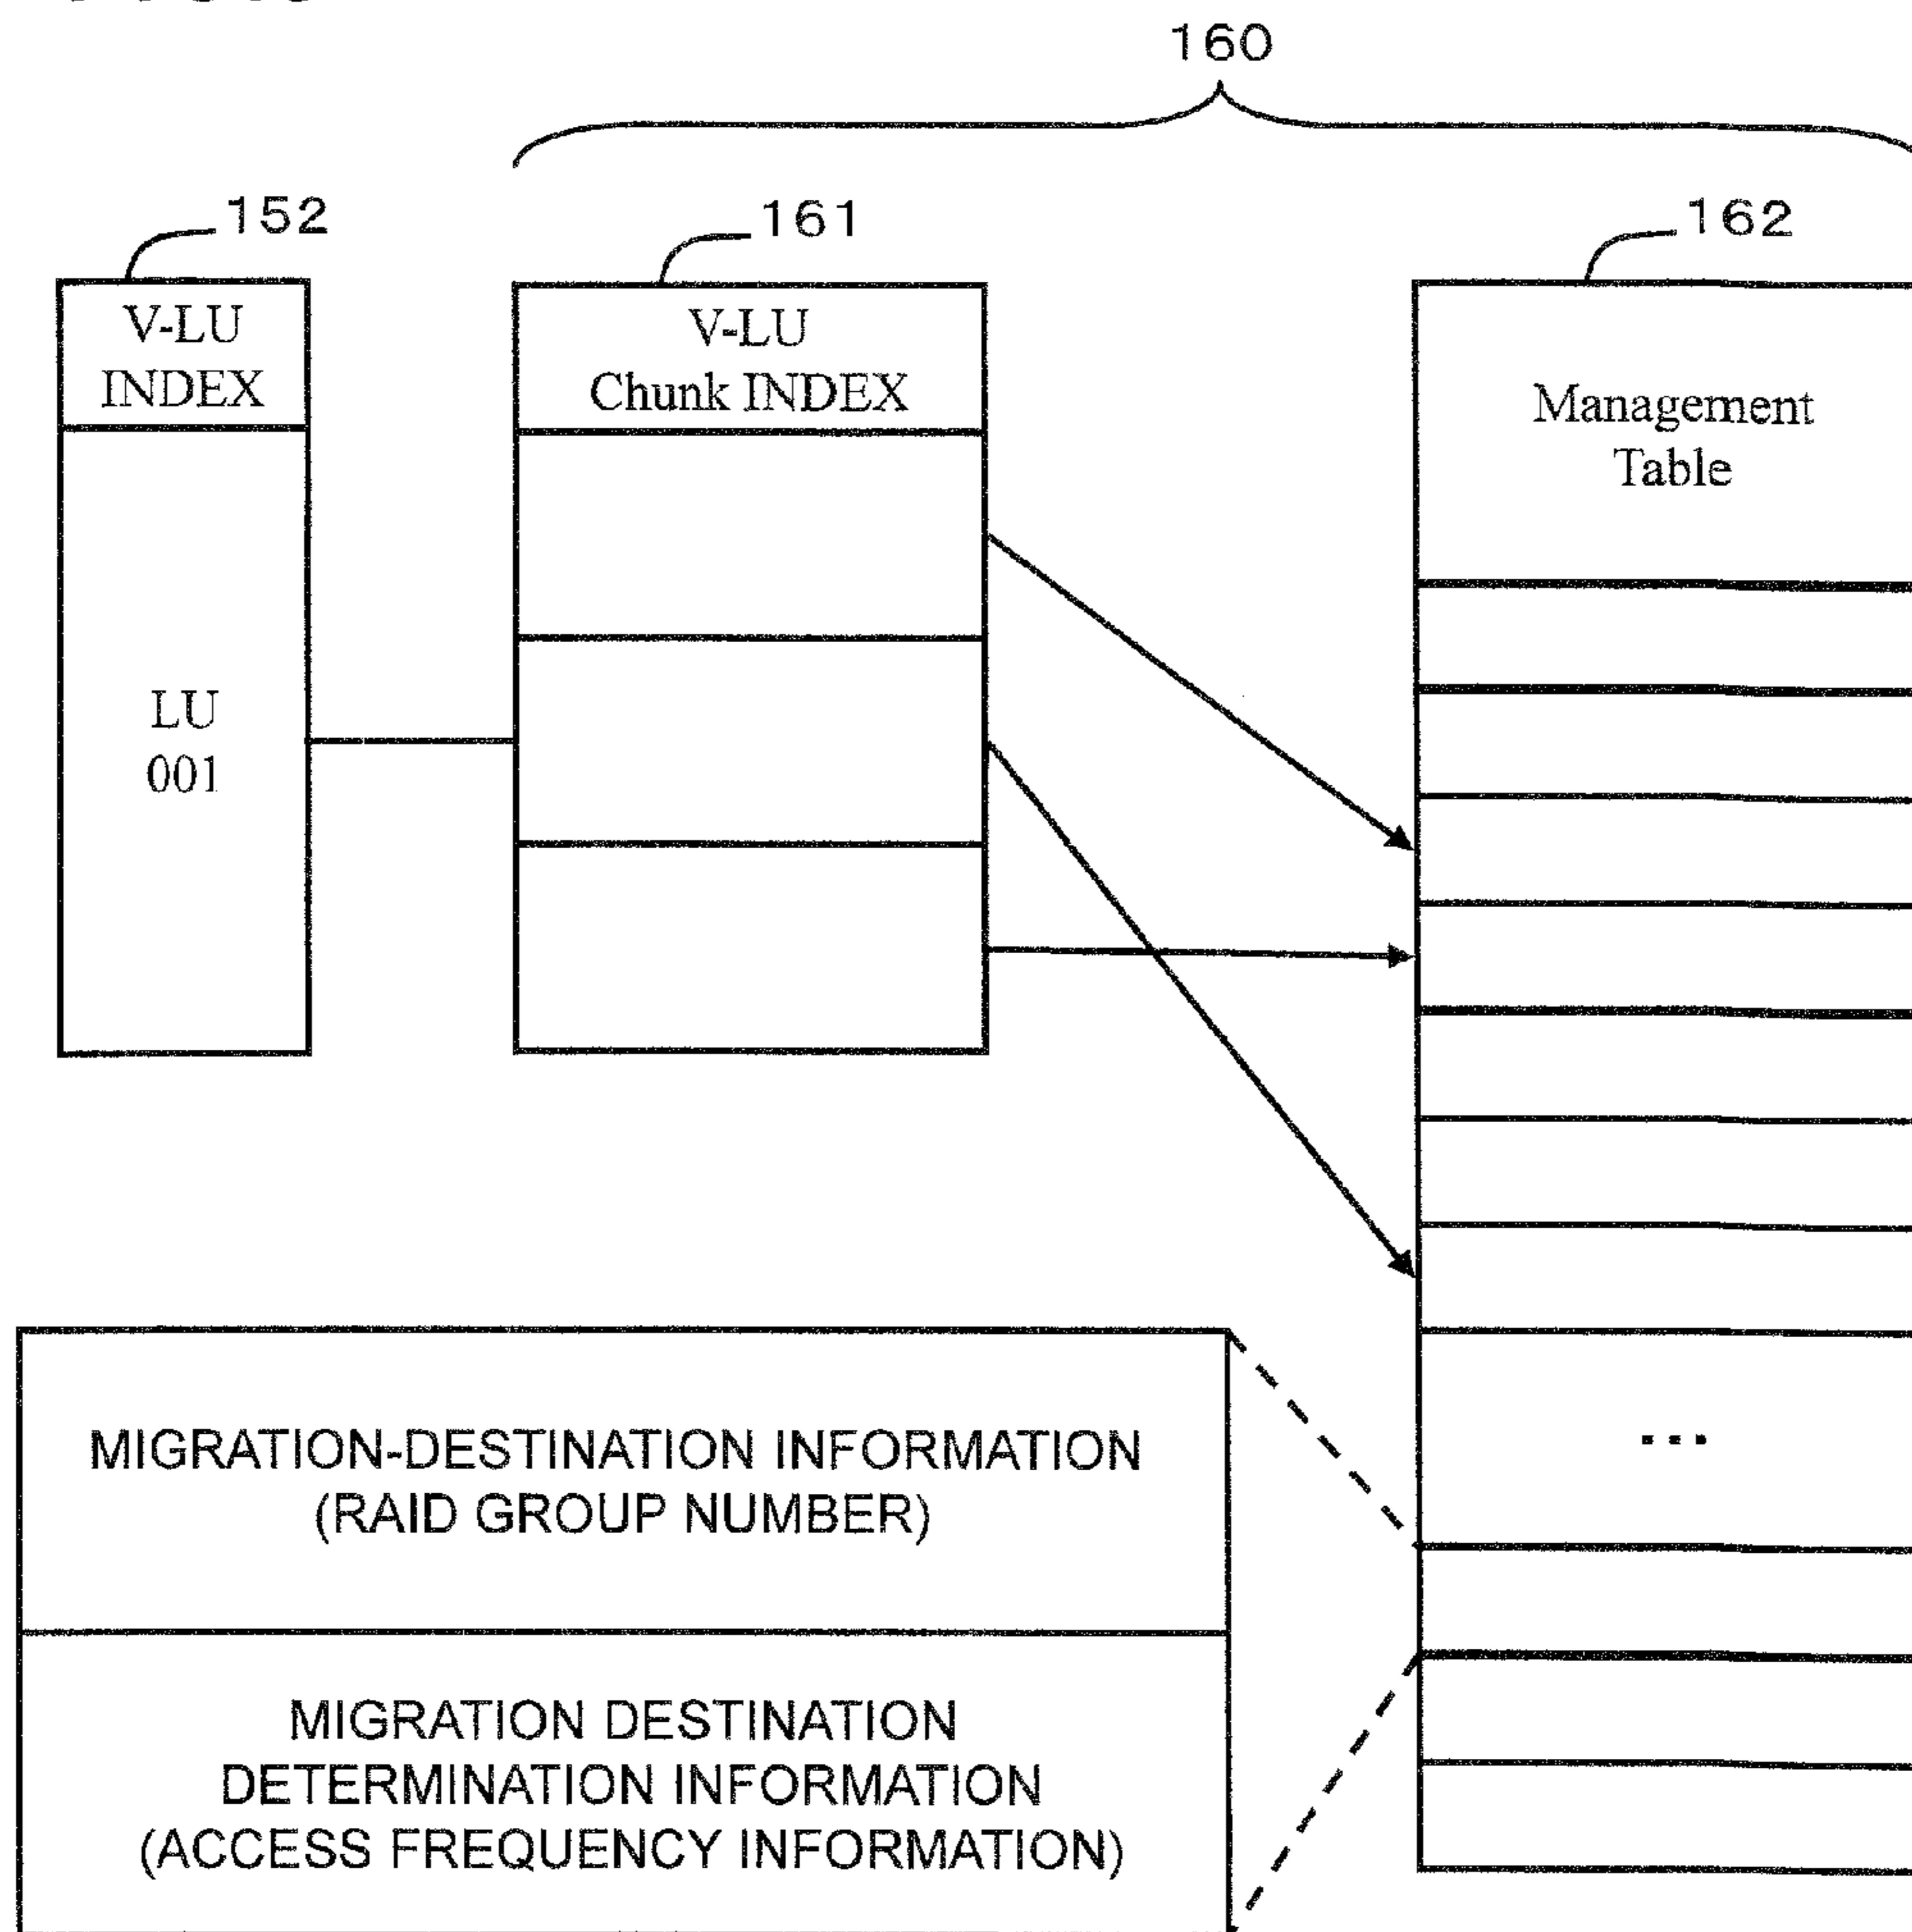 160
152
161
162
V-LU
INDEX
V-LU
Chunk INDEX
Management
Table
LU
001
...
MIGRATION-DESTINATION INFORMATION
(RAID GROUP NUMBER)
MIGRATION DESTINATION
DETERMINATION INFORMATION
(ACCESS FREQUENCY INFORMATION)